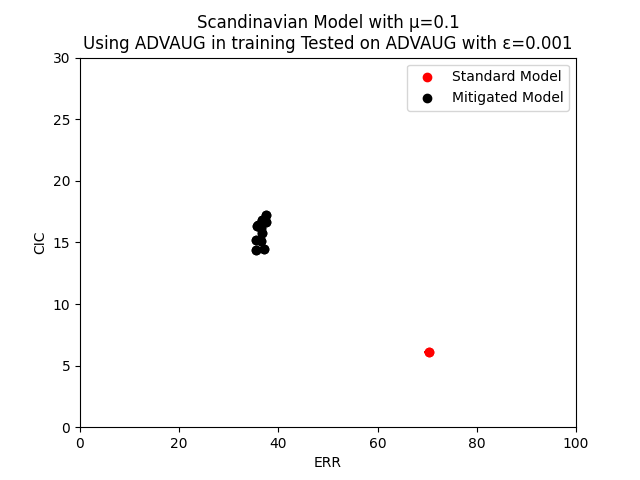 Scandinavian Model with μ=0.1
Using ADVAUG in training Tested on ADVAUG with ε=0.001
Standard Model
Mitigated Model
30
25
20
15
10
5
0
CIC
0 20 40 60 80 100
ERR